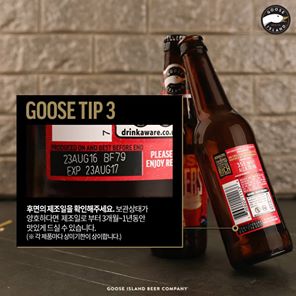 GOOSE
ISLAND
GOOSE TIP 3
7
drinkaware.co.u
PRODUCED ON AND BEST BEFORE END
23AUG16 BF79
EXP 23AUG17
PLEASE
ENJOY RE
후면의 제조일을 확인해주세요. 보관상태가
양호하다면 제조일로 부터 3개월~1년동안
맛있게 드실 수 있습니다.
(※ 각 제품마다 상미기한이 상이합니다.)
GOOSE ISLAND BEER COMPANY